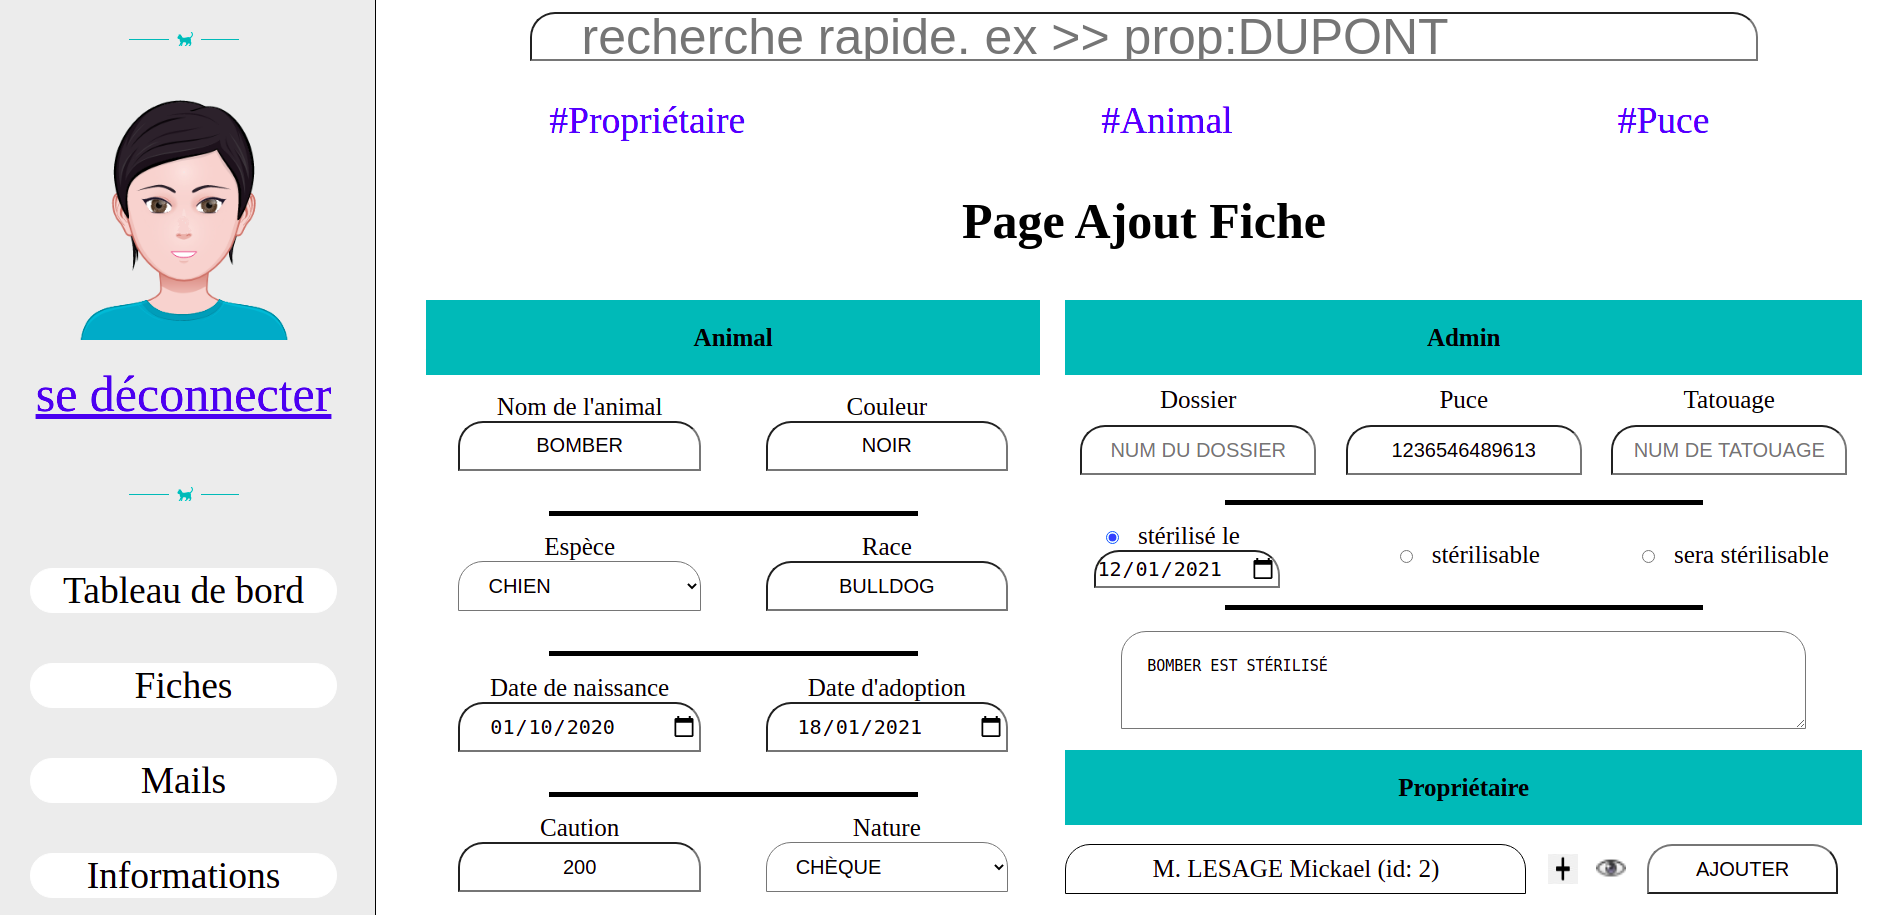 recherche rapide. ex >> prop:DUPONT
#Propriétaire #Animal #Puce
Page Ajout Fiche
se déconnecter
Tableau de bord
Fiches
Mails
Informations
Animal
Nom de l'animal Couleur
BOMBER NOIR
Espèce Race
CHIEN BULLDOG
Date de naissance Date d'adoption
01/10/2020 18/01/2021
Caution Nature
200 CHÈQUE
Admin
Dossier Puce Tatouage
NUM DU DOSSIER 1236546489613 NUM DE TATOUAGE
stérilisé le stérilisable sera stérilisable
12/01/2021
BOMBER EST STÉRILISÉ
Propriétaire
M. LESAGE Mickael (id: 2) AJOUTER